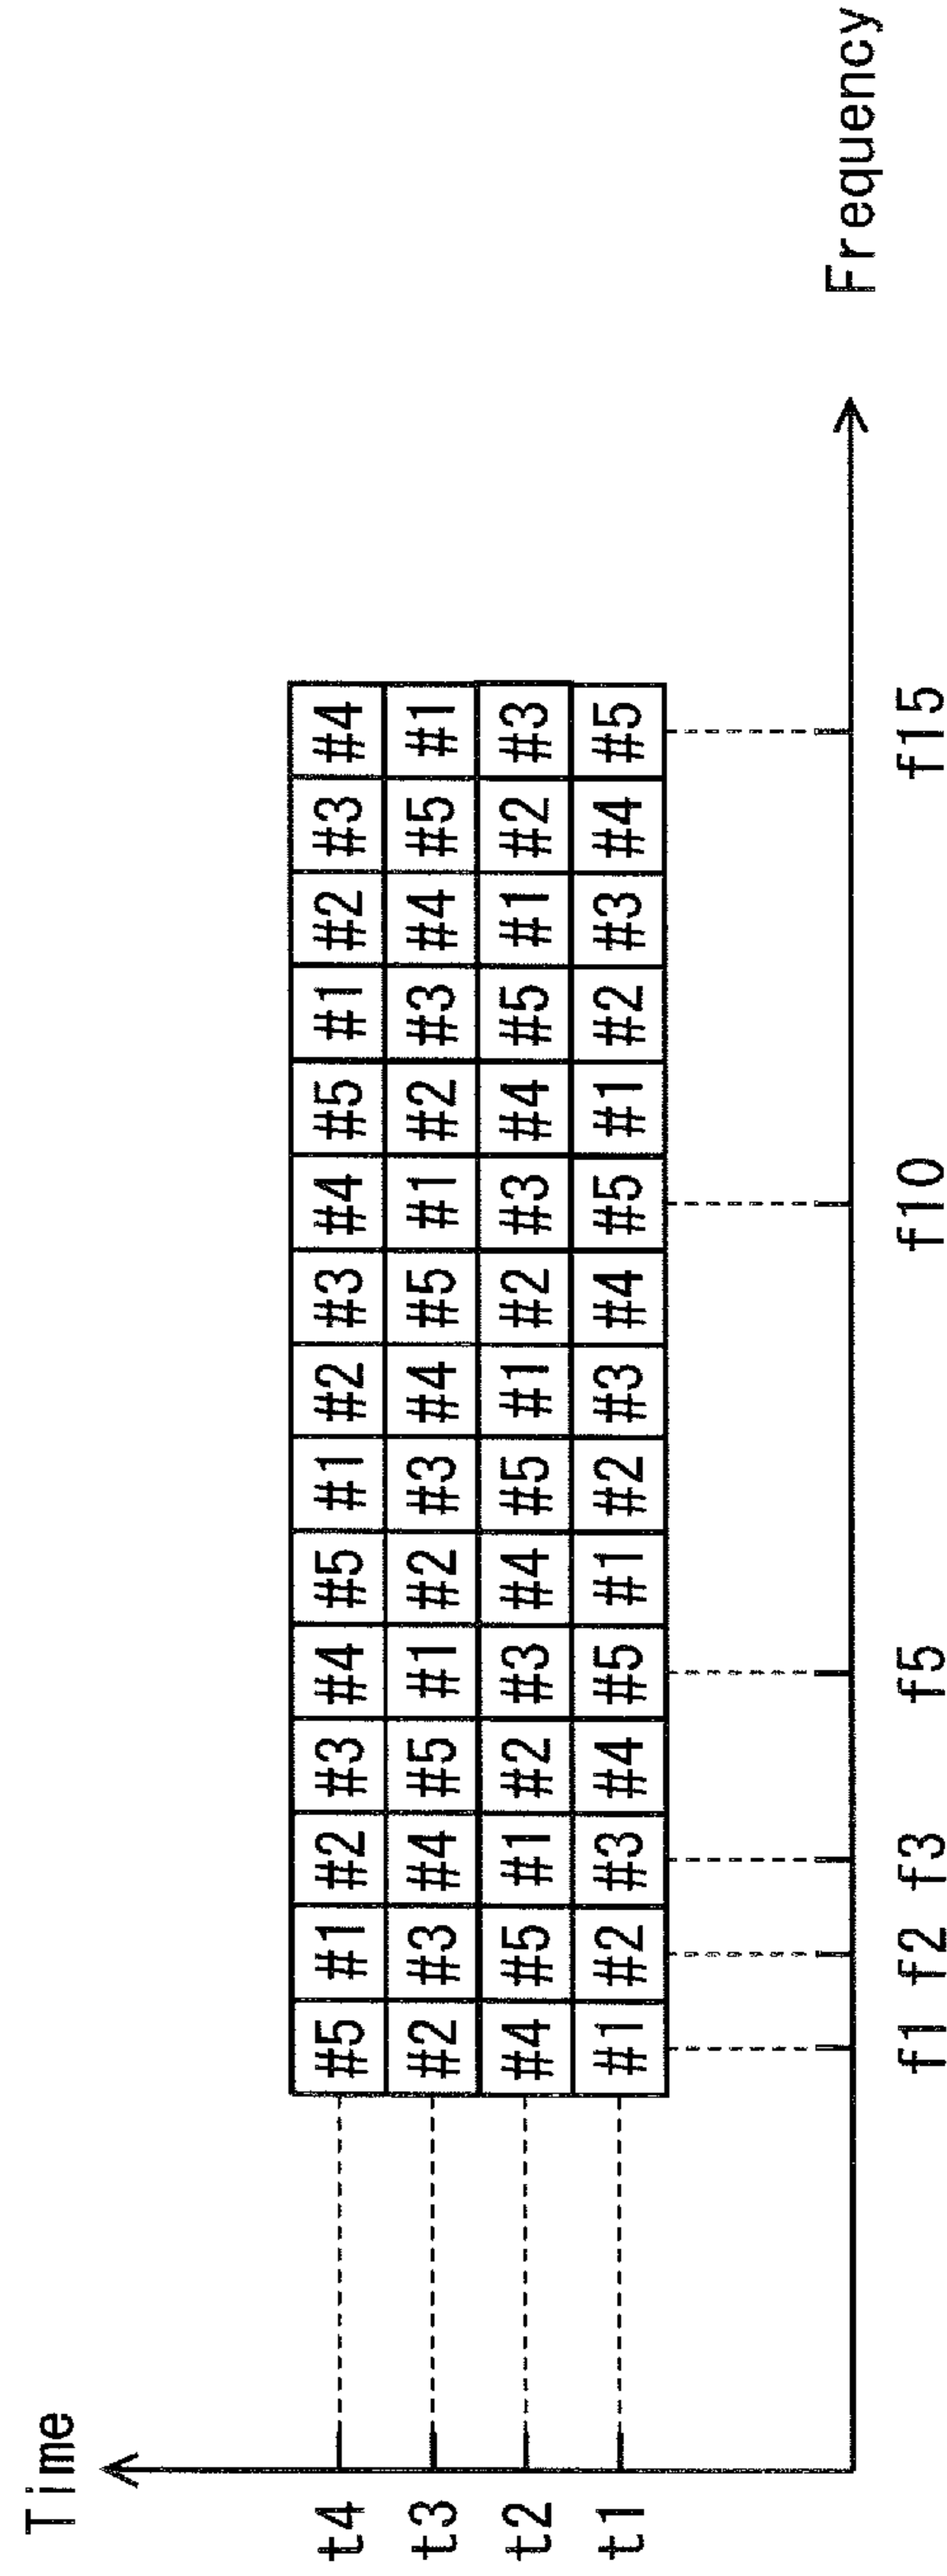 Time
t4 #5 #1 #2 #3 #4 #5 #1 #2 #3 #4 #5 #1 #2 #3 #4
t3 #2 #3 #4 #5 #1 #2 #3 #4 #5 #1 #2 #3 #4 #5 #1
t2 #4 #5 #1 #2 #3 #4 #5 #1 #2 #3 #4 #5 #1 #2 #3
t1 #1 #2 #3 #4 #5 #1 #2 #3 #4 #5 #1 #2 #3 #4 #5
Frequency
f1 f2 f3 f5 f10 f15